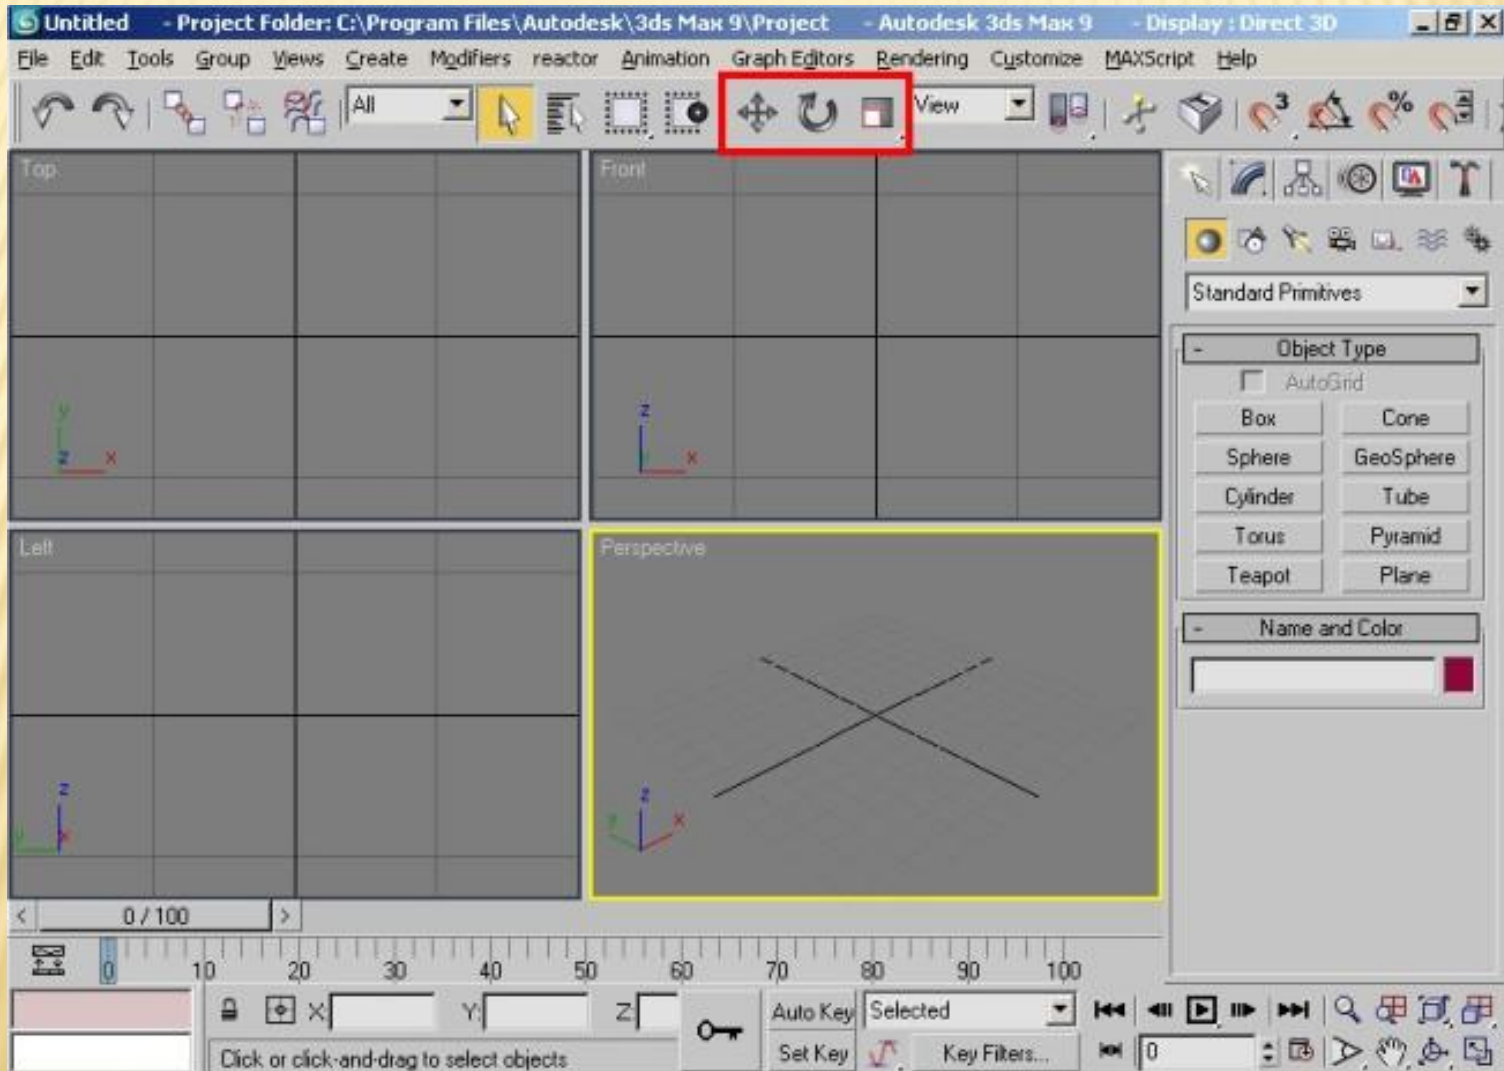 Untitled - Project Folder: C:\Program Files\Autodesk\3ds Max 9\Project - Autodesk 3ds Max 9 - Display : Direct 3D
File Edit Tools Group Views Create Modifiers reactor Animation Graph Editors Rendering Customize MAXScript Help
All View 3 %
Top Front
Standard Primitives
- Object Type
AutoGrid
y z x
z y x
Box Cone
Sphere GeoSphere
Cylinder Tube
Torus Pyramid
Teapot Plane
Left Perspective
- Name and Color
z y x
z y x
< 0 / 100 >
0 10 20 30 40 50 60 70 80 90 100
X: Y: Z: Auto Key Selected
Click or click-and-drag to select objects Set Key Key Filters... 0